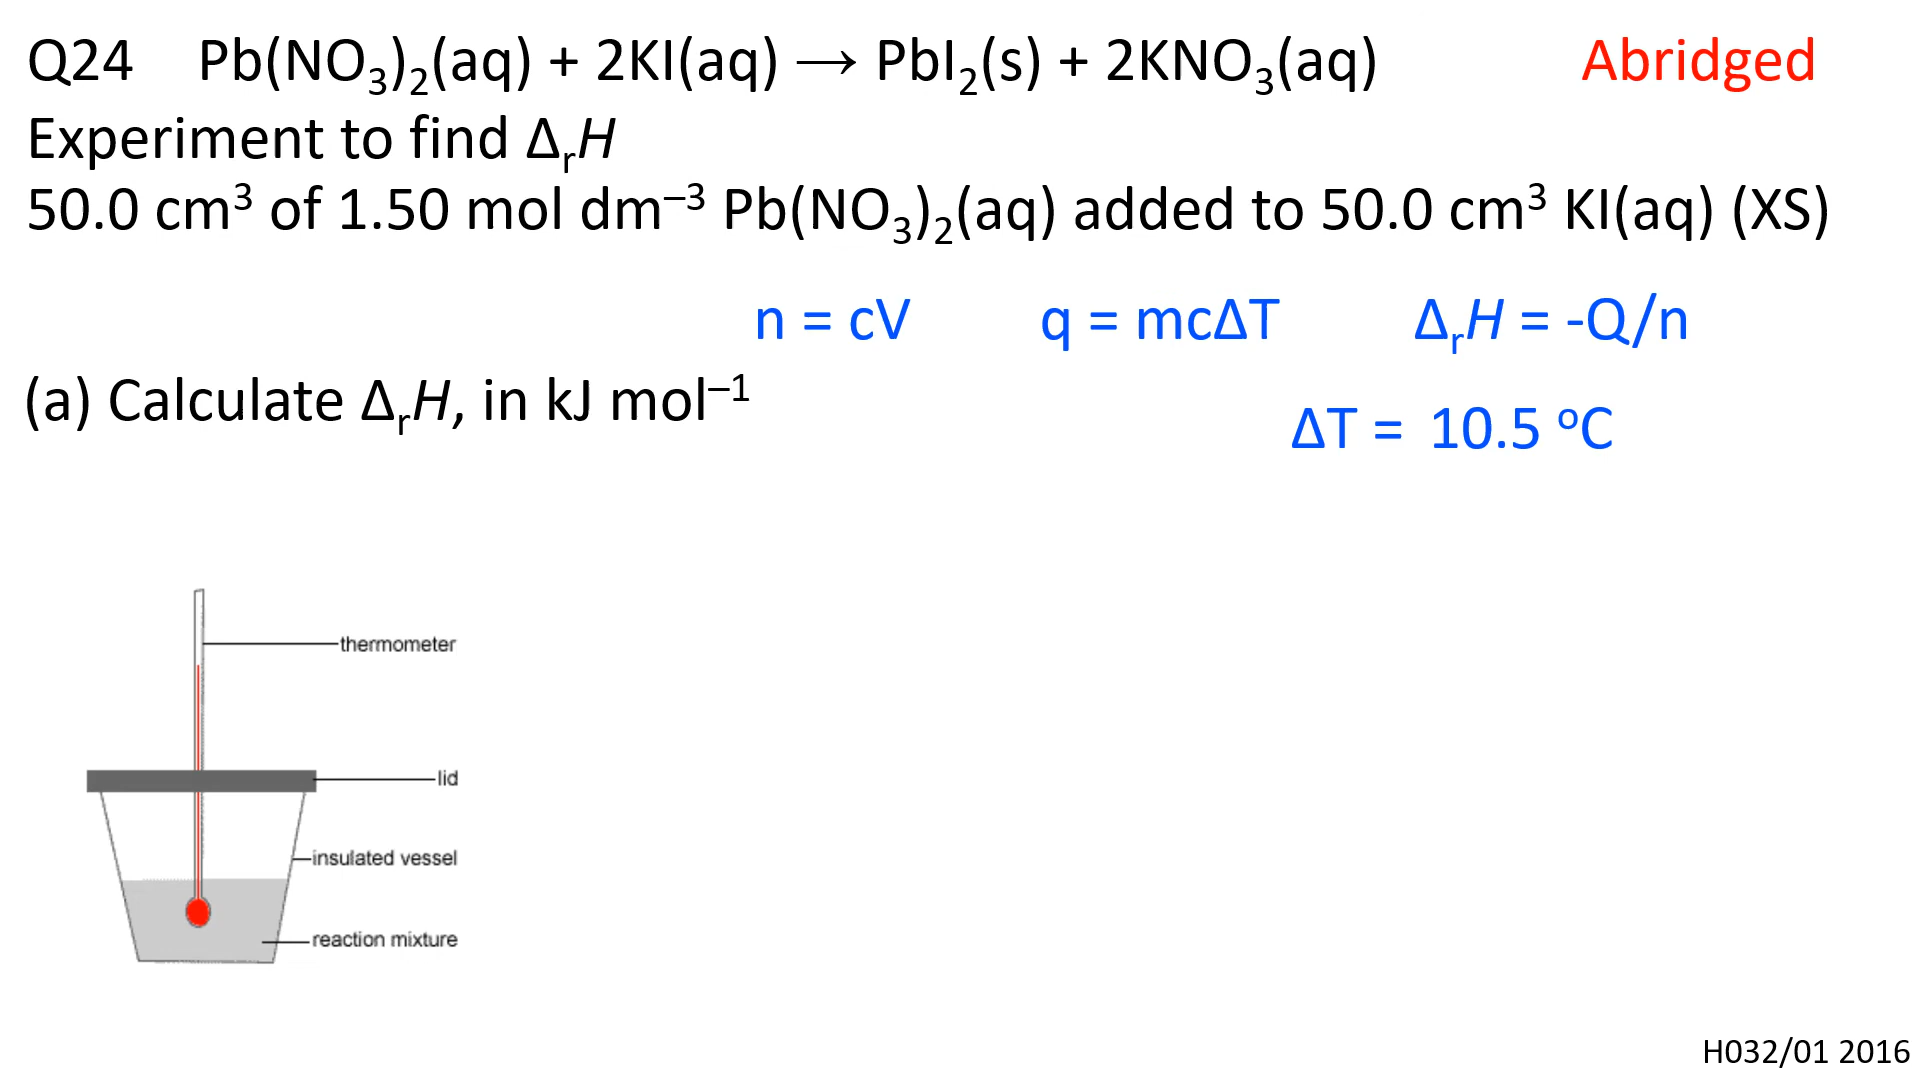 Q24 Pb(NO₃)₂(aq) + 2KI(aq) → PbI₂(s) + 2KNO₃(aq) Abridged
Experiment to find ΔᵣH
50.0 cm³ of 1.50 mol dm⁻³ Pb(NO₃)₂(aq) added to 50.0 cm³ KI(aq) (XS)
n = cV q = mcΔT ΔᵣH = -Q/n
(a) Calculate ΔᵣH, in kJ mol⁻¹
ΔT = 10.5 ᵒC
thermometer
lid
insulated vessel
reaction mixture
H032/01 2016